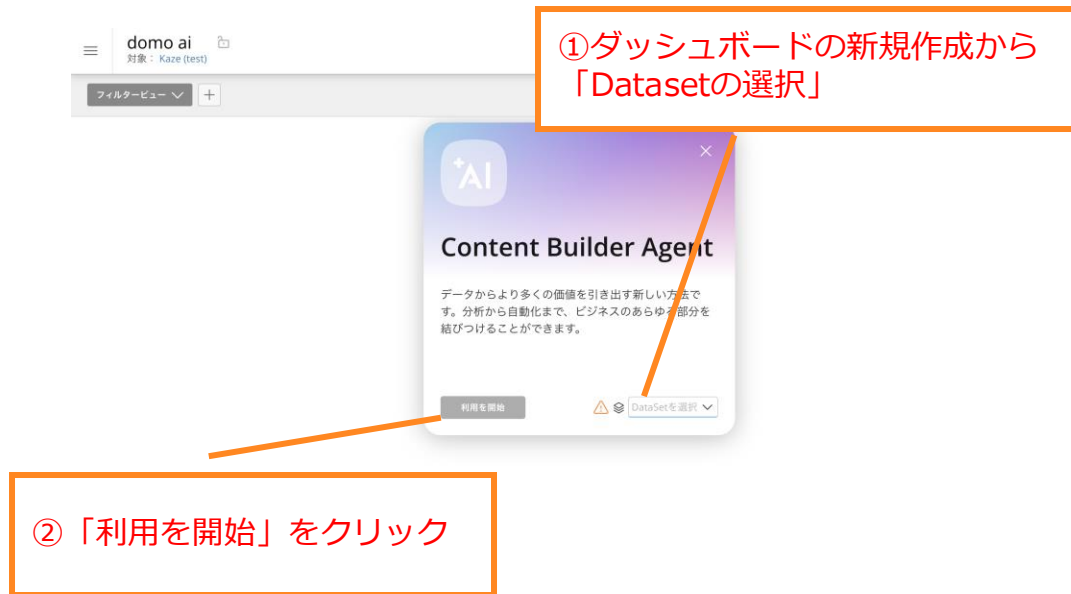 domo ai
対象： Kaze (test)
フィルタービュー
①ダッシュボードの新規作成から
「Datasetの選択」
AI
Content Builder Agent
データからより多くの価値を引き出す新しい方法で
す。分析から自動化まで、ビジネスのあらゆる部分を
結びつけることができます。
利用を開始
DataSetを選択
②「利用を開始」をクリック